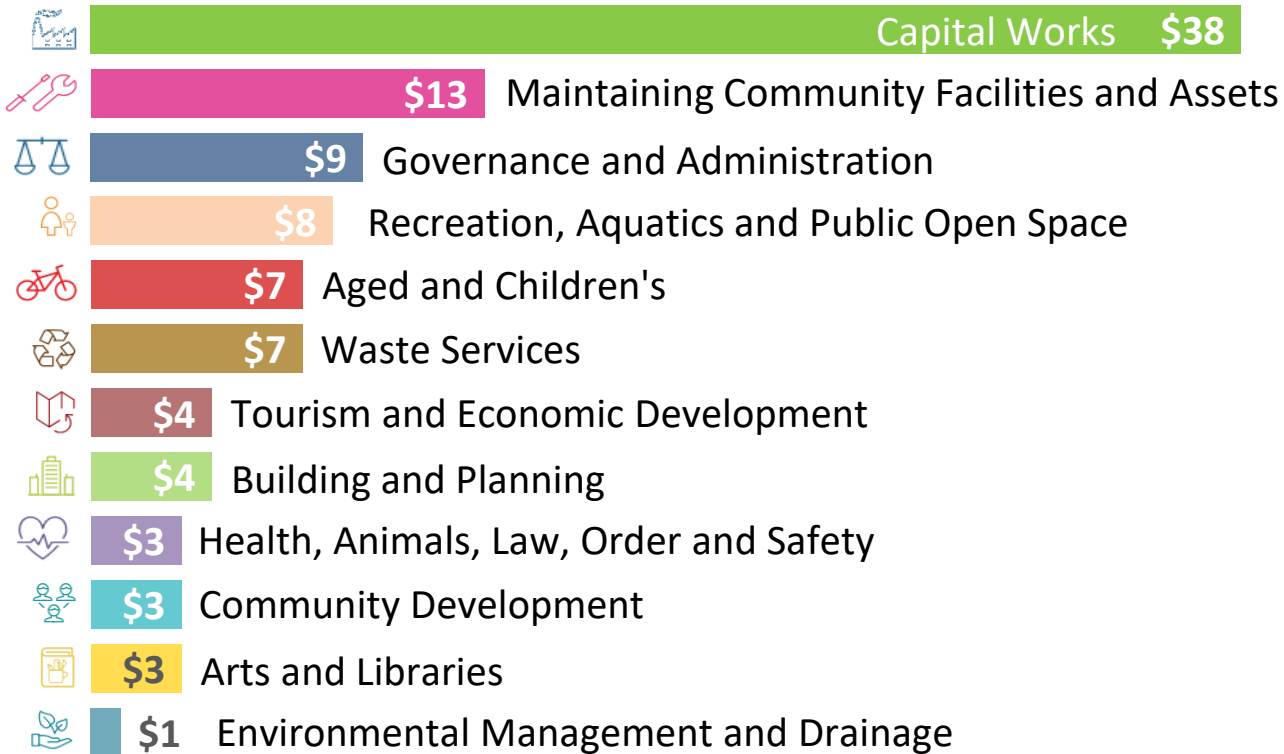 Capital Works $38
$13 Maintaining Community Facilities and Assets
$9 Governance and Administration
$8 Recreation, Aquatics and Public Open Space
$7 Aged and Children's
$7 Waste Services
$4 Tourism and Economic Development
$4 Building and Planning
$3 Health, Animals, Law, Order and Safety
$3 Community Development
$3 Arts and Libraries
$1 Environmental Management and Drainage